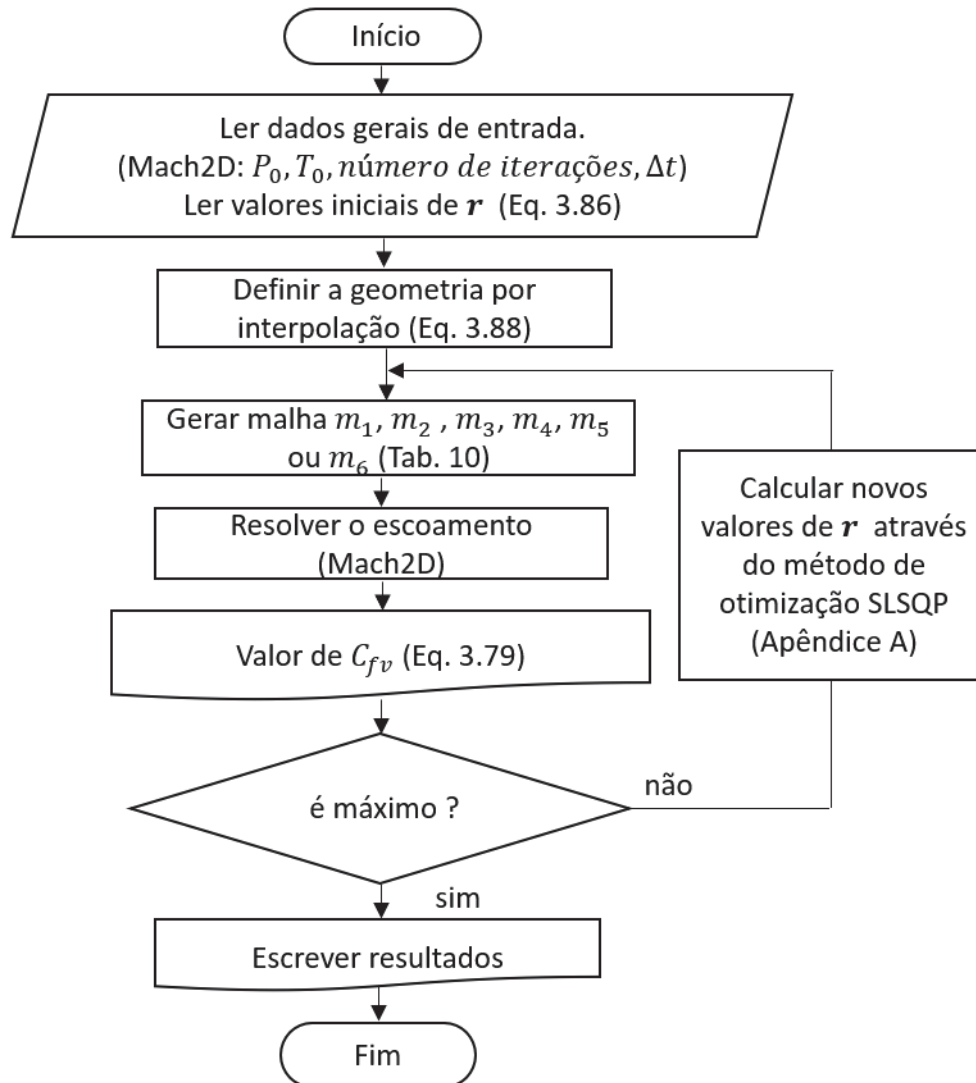 Início
Ler dados gerais de entrada.
(Mach2D: P₀, T₀, número de iterações, Δt)
Ler valores iniciais de r (Eq. 3.86)
Definir a geometria por
interpolação (Eq. 3.88)
Gerar malha m₁, m₂ , m₃, m₄, m₅
ou m₆ (Tab. 10)
Resolver o escoamento
(Mach2D)
Valor de C_fv (Eq. 3.79)
é máximo ?
não
Calcular novos
valores de r através
do método de
otimização SLSQP
(Apêndice A)
sim
Escrever resultados
Fim